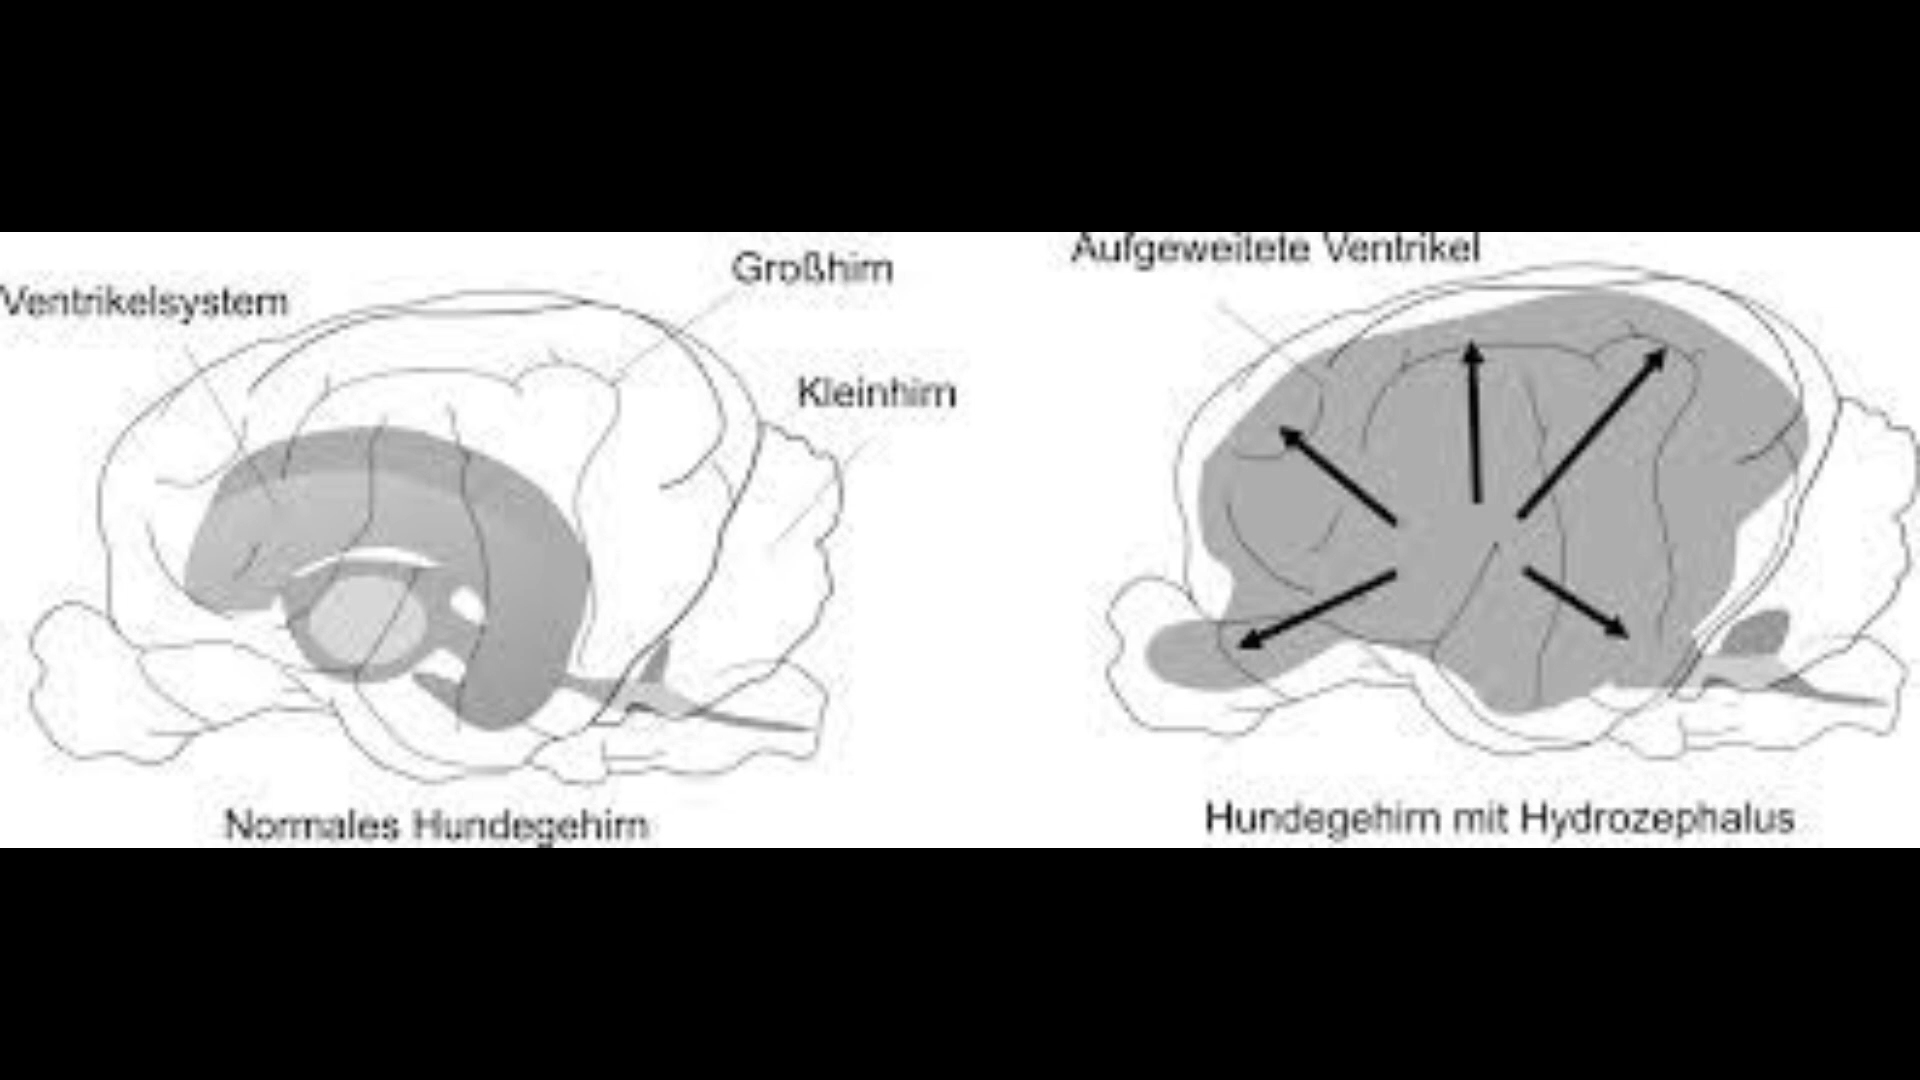 Ventrikelsystem
Großhirn
Kleinhirn
Normales Hundegehirn
Aufgeweitete Ventrikel
Hundegehirn mit Hydrozephalus